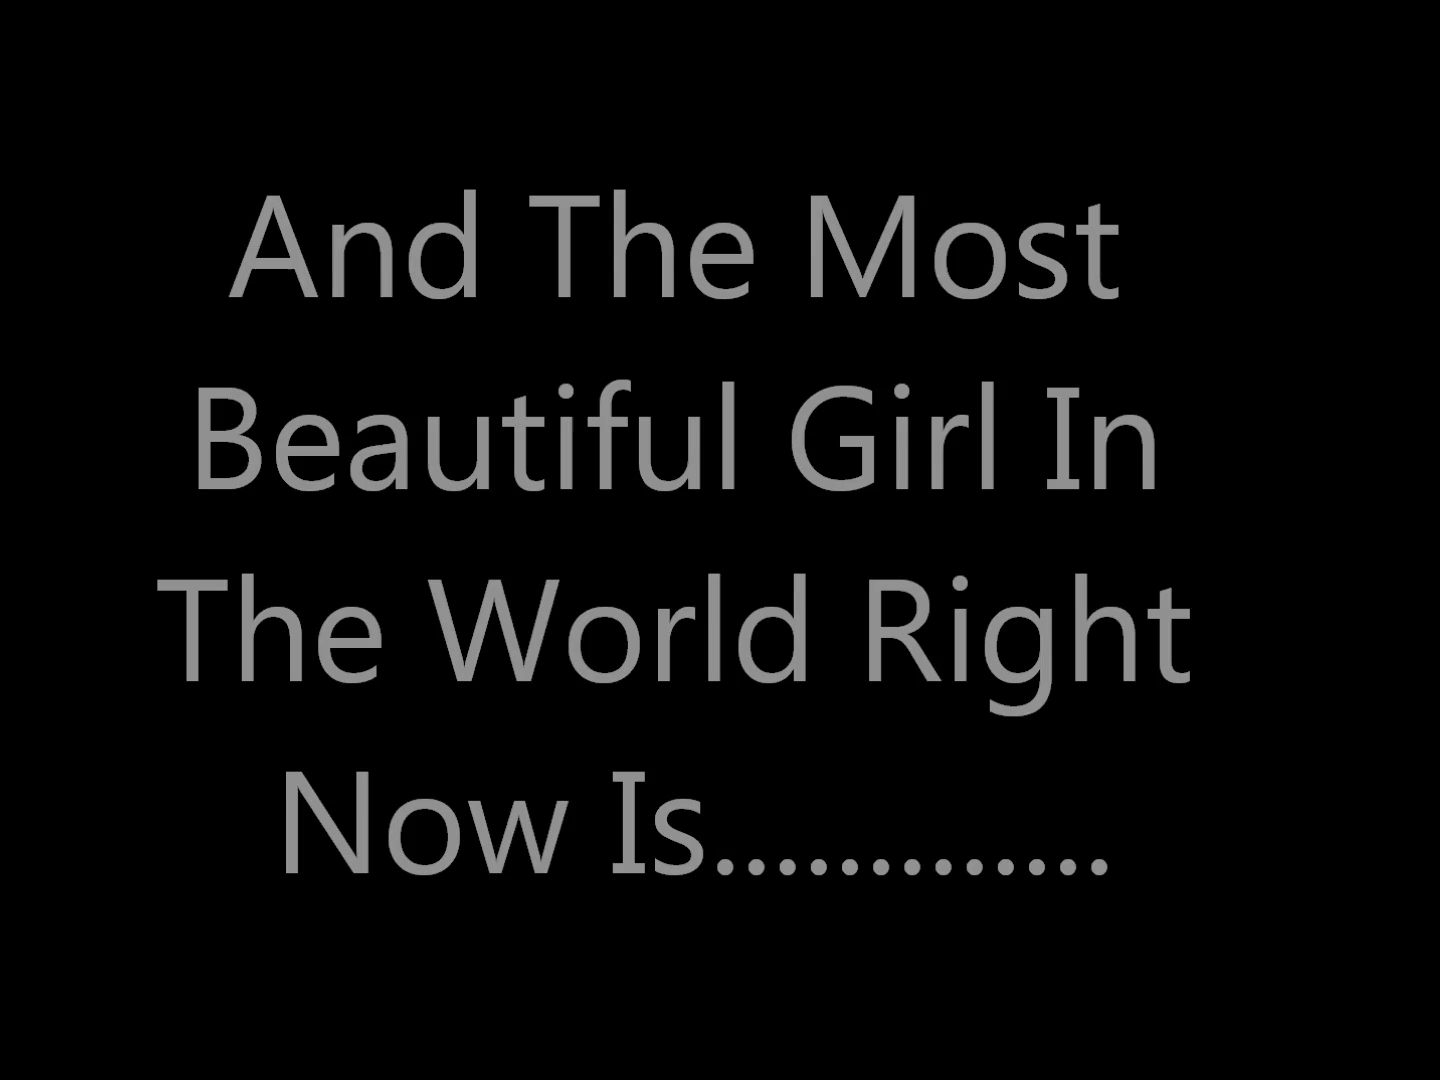 And The Most
Beautiful Girl In
The World Right
Now Is.............